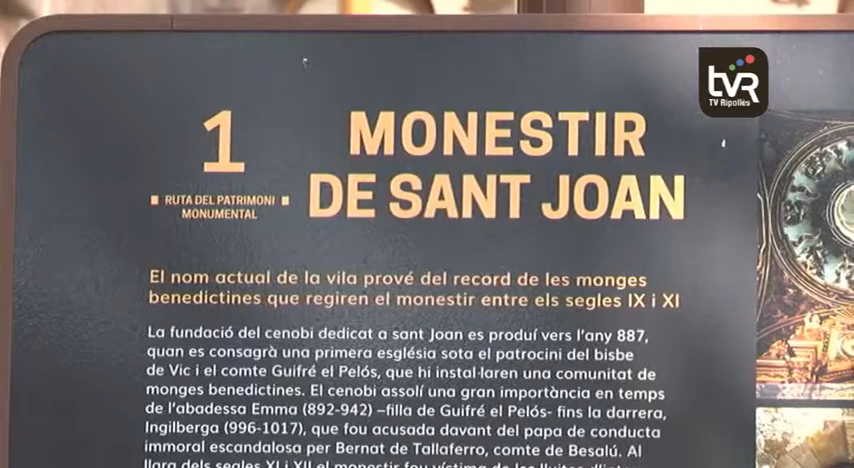 tvR
TV Ripollès
1
RUTA DEL PATRIMONI
MONUMENTAL
MONESTIR
DE SANT JOAN
El nom actual de la vila prové del record de les monges
benedictines que regiren el monestir entre els segles IX i XI
La fundació del cenobi dedicat a sant Joan es produí vers l'any 887,
quan es consagrà una primera església sota el patrocini del bisbe
de Vic i el comte Guifré el Pelós, que hi instal·laren una comunitat de
monges benedictines. El cenobi assolí una gran importància en temps
de l'abadessa Emma (892-942) –filla de Guifré el Pelós- fins la darrera,
Ingilberga (996-1017), que fou acusada davant del papa de conducta
immoral escandalosa per Bernat de Tallaferro, comte de Besalú. Al
llarg dels segles XI i XII el monestir fou víctima de les lluites